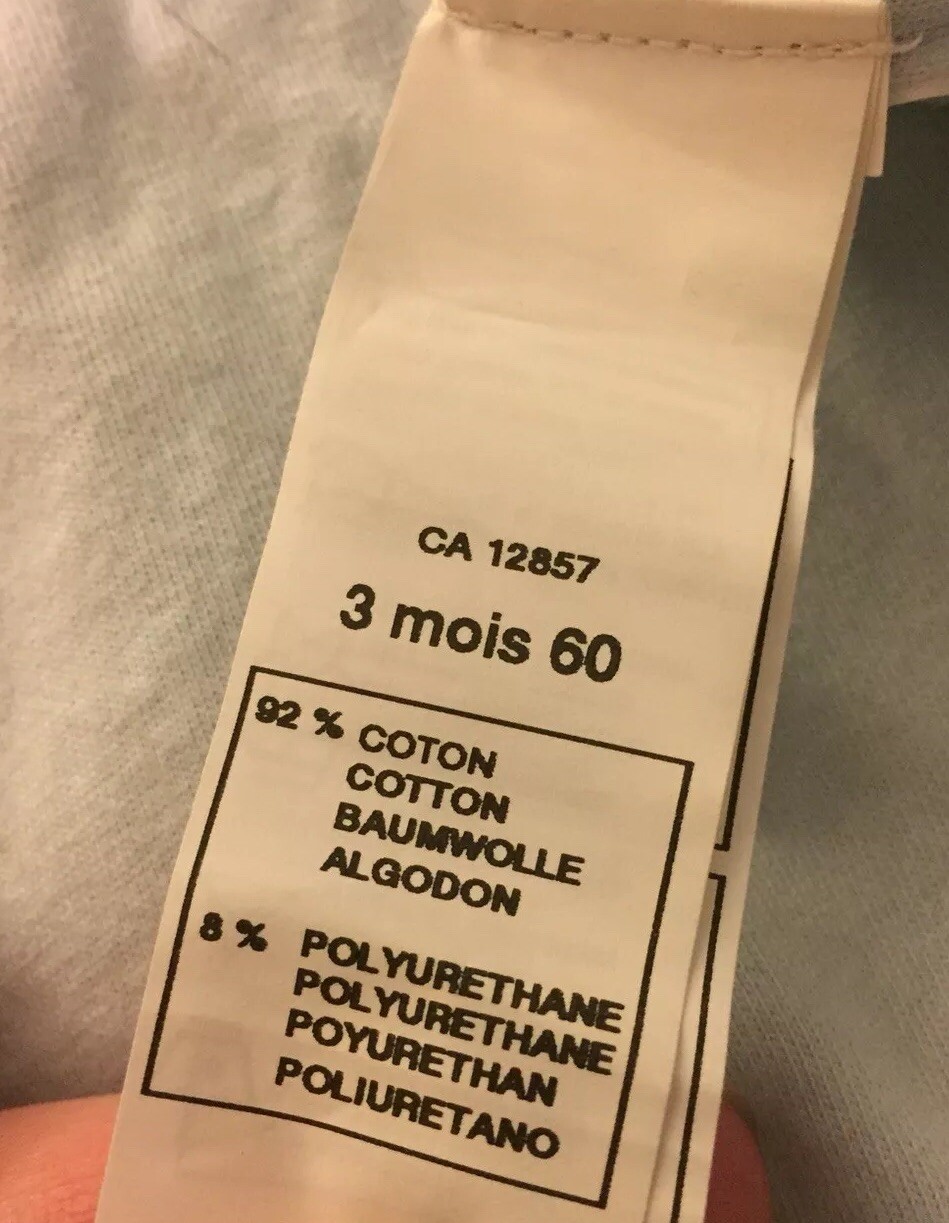 CA 12857
3 mois 60
92 % COTON
COTTON
BAUMWOLLE
ALGODON
8 % POLYURETHANE
POLYURETHANE
POYURETHAN
POLIURETANO